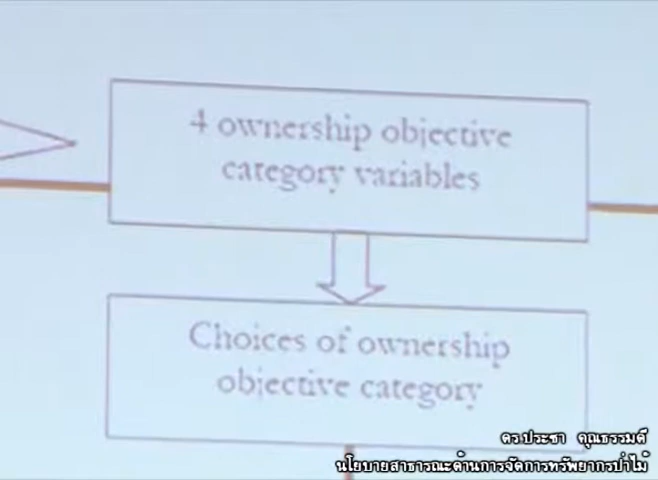 4 ownership objective
category variables
Choices of ownership
objective category
ดร.ประชา คุณธรรมดี
นโยบายสาธารณะด้านการจัดการทรัพยากรป่าไม้